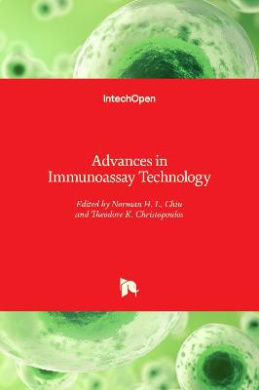 IntechOpen
Advances in
Immunoassay Technology
Edited by Norman H. L. Chiu
and Theodore K. Christopoulos